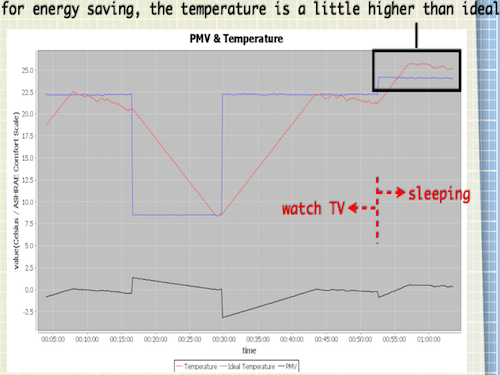 for energy saving, the temperature is a little higher than ideal
PMV & Temperature
value(Celsius / ASHRAE Comfort Scale)
25.0
22.5
20.0
17.5
15.0
12.5
10.0
7.5
5.0
2.5
0.0
-2.5
watch TV
sleeping
00:05:00 00:10:00 00:15:00 00:20:00 00:25:00 00:30:00 00:35:00 00:40:00 00:45:00 00:50:00 00:55:00 01:00:00
time
Temperature Ideal Temperature PMV